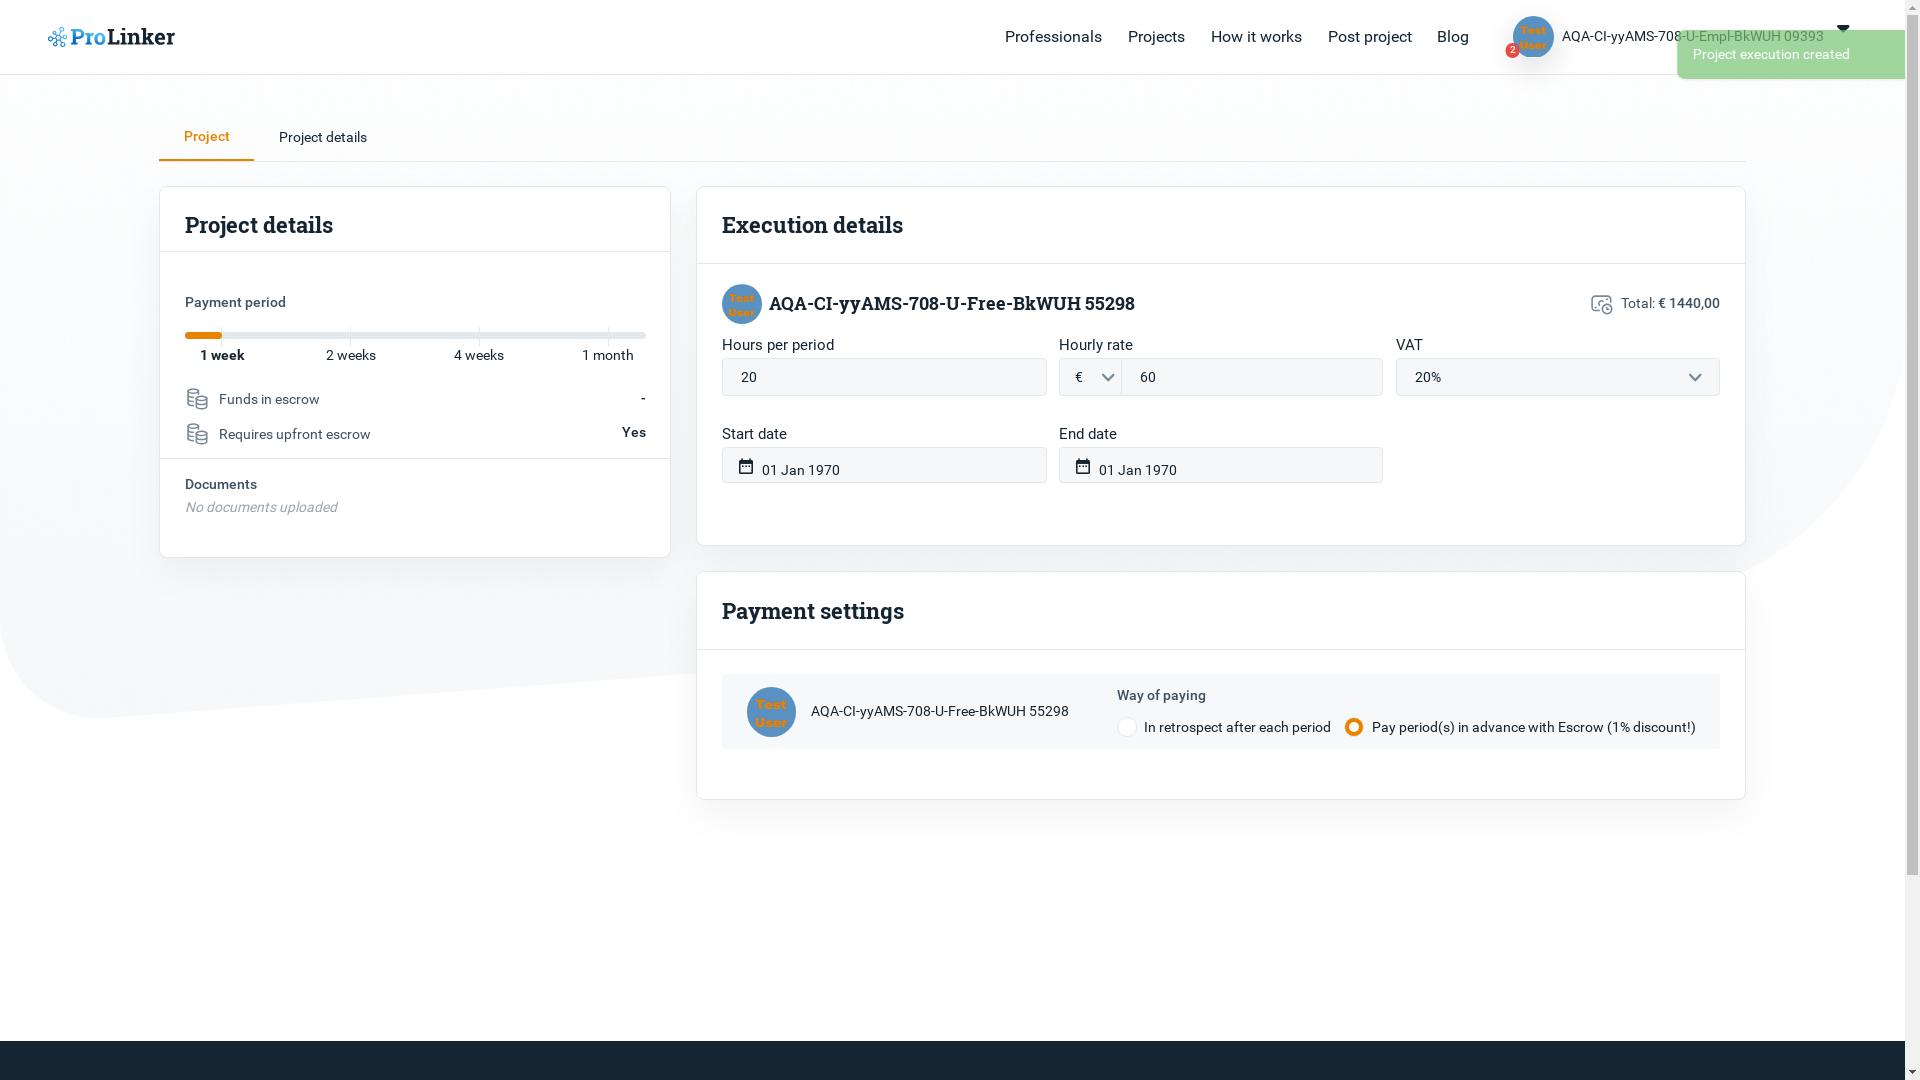 ProLinker
Professionals
Projects
How it works
Post project
Blog
Test
User
2
AQA-CI-yyAMS-708-U-Empl-BkWUH 09393
Project execution created
Project
Project details
Project details
Payment period
1 week
2 weeks
4 weeks
1 month
Funds in escrow
-
Requires upfront escrow
Yes
Documents
No documents uploaded
Execution details
Test
User
AQA-CI-yyAMS-708-U-Free-BkWUH 55298
Total: € 1440,00
Hours per period
Hourly rate
VAT
20
€
60
20%
Start date
End date
01 Jan 1970
01 Jan 1970
Payment settings
Test
User
AQA-CI-yyAMS-708-U-Free-BkWUH 55298
Way of paying
In retrospect after each period
Pay period(s) in advance with Escrow (1% discount!)